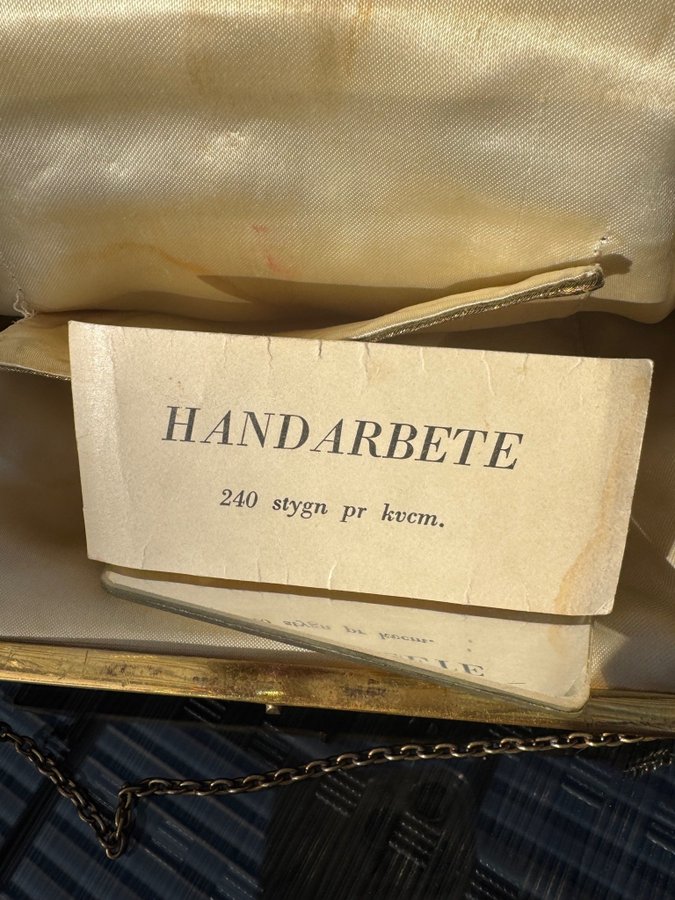 HANDARBETE
240 stygn pr kvcm.